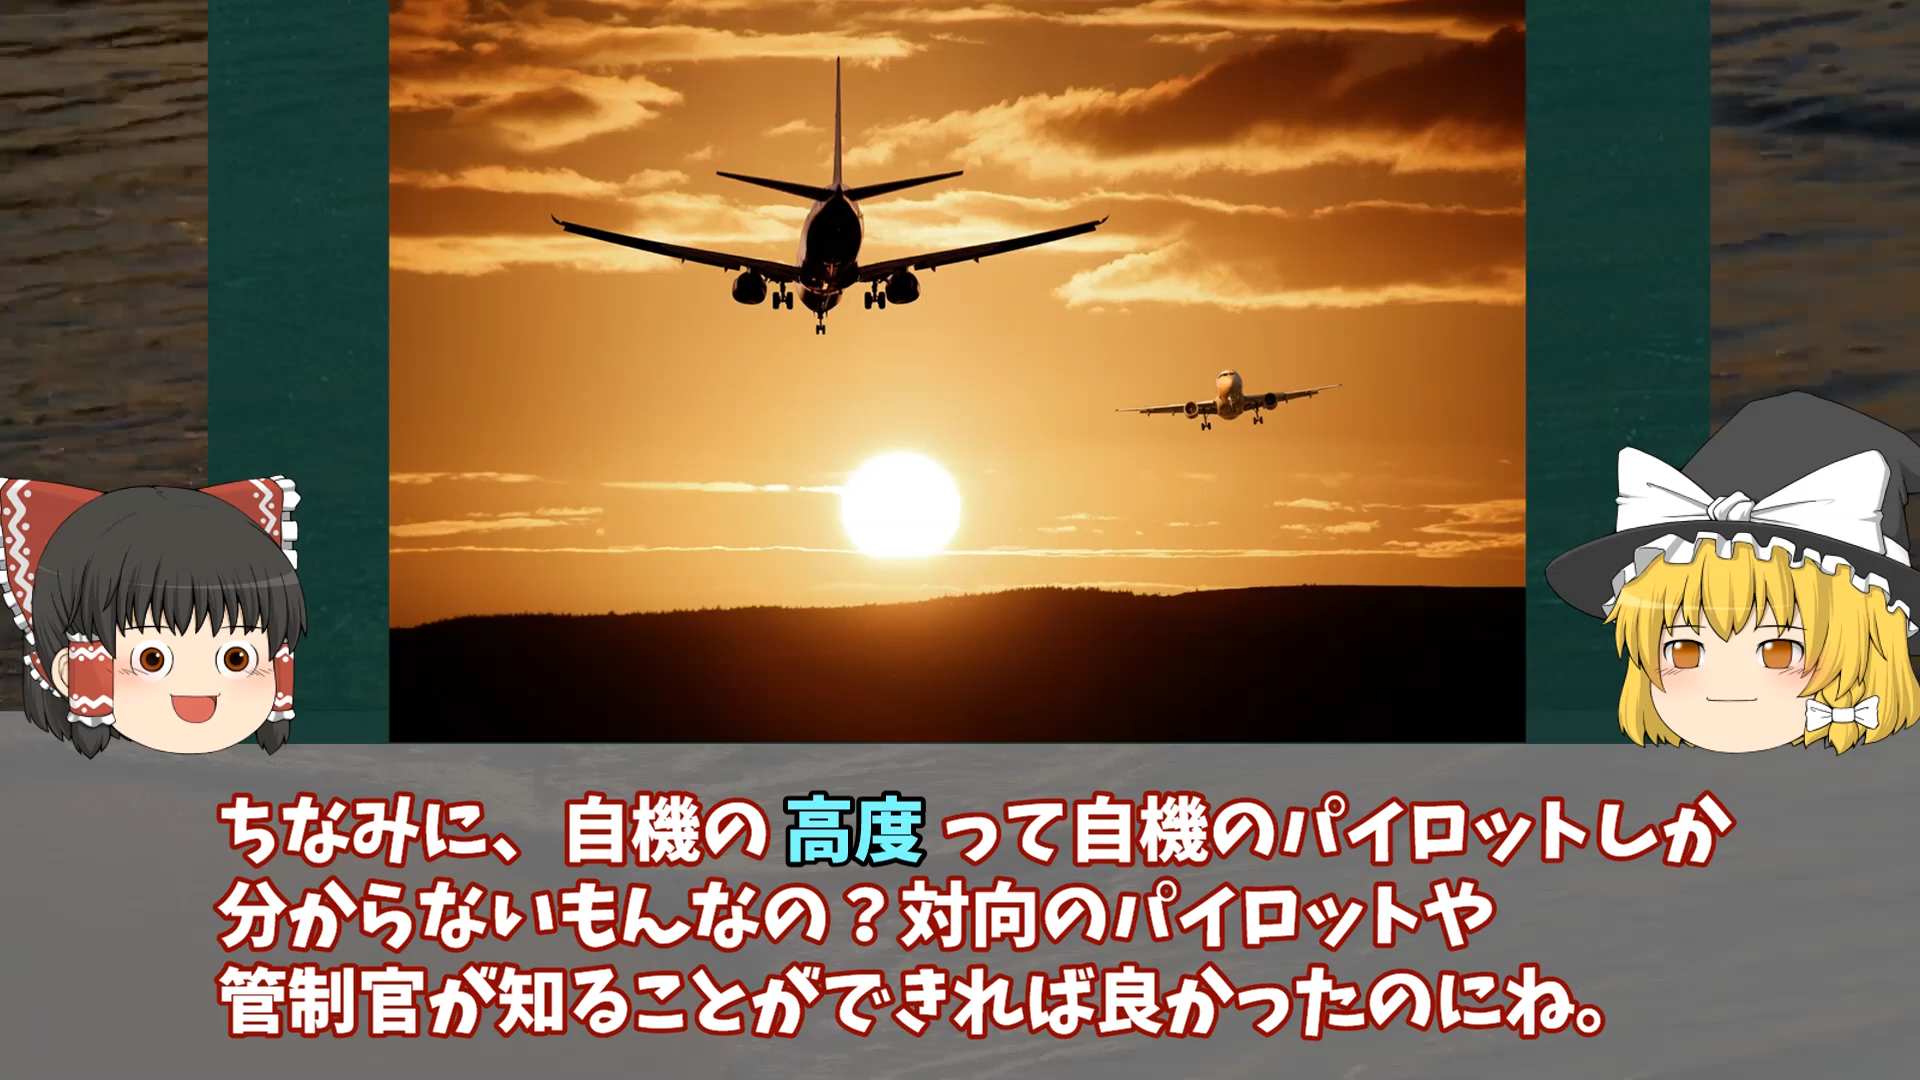 ちなみに、自機の高度って自機のパイロットしか
分からないもんなの？対向のパイロットや
管制官が知ることができれば良かったのにね。